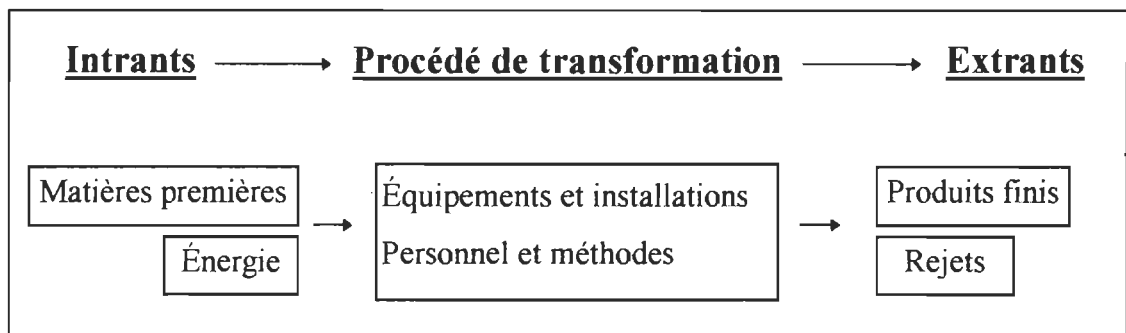 Intrants → Procédé de transformation → Extrants
Matières premières
Énergie
→
Équipements et installations
Personnel et méthodes
→
Produits finis
Rejets